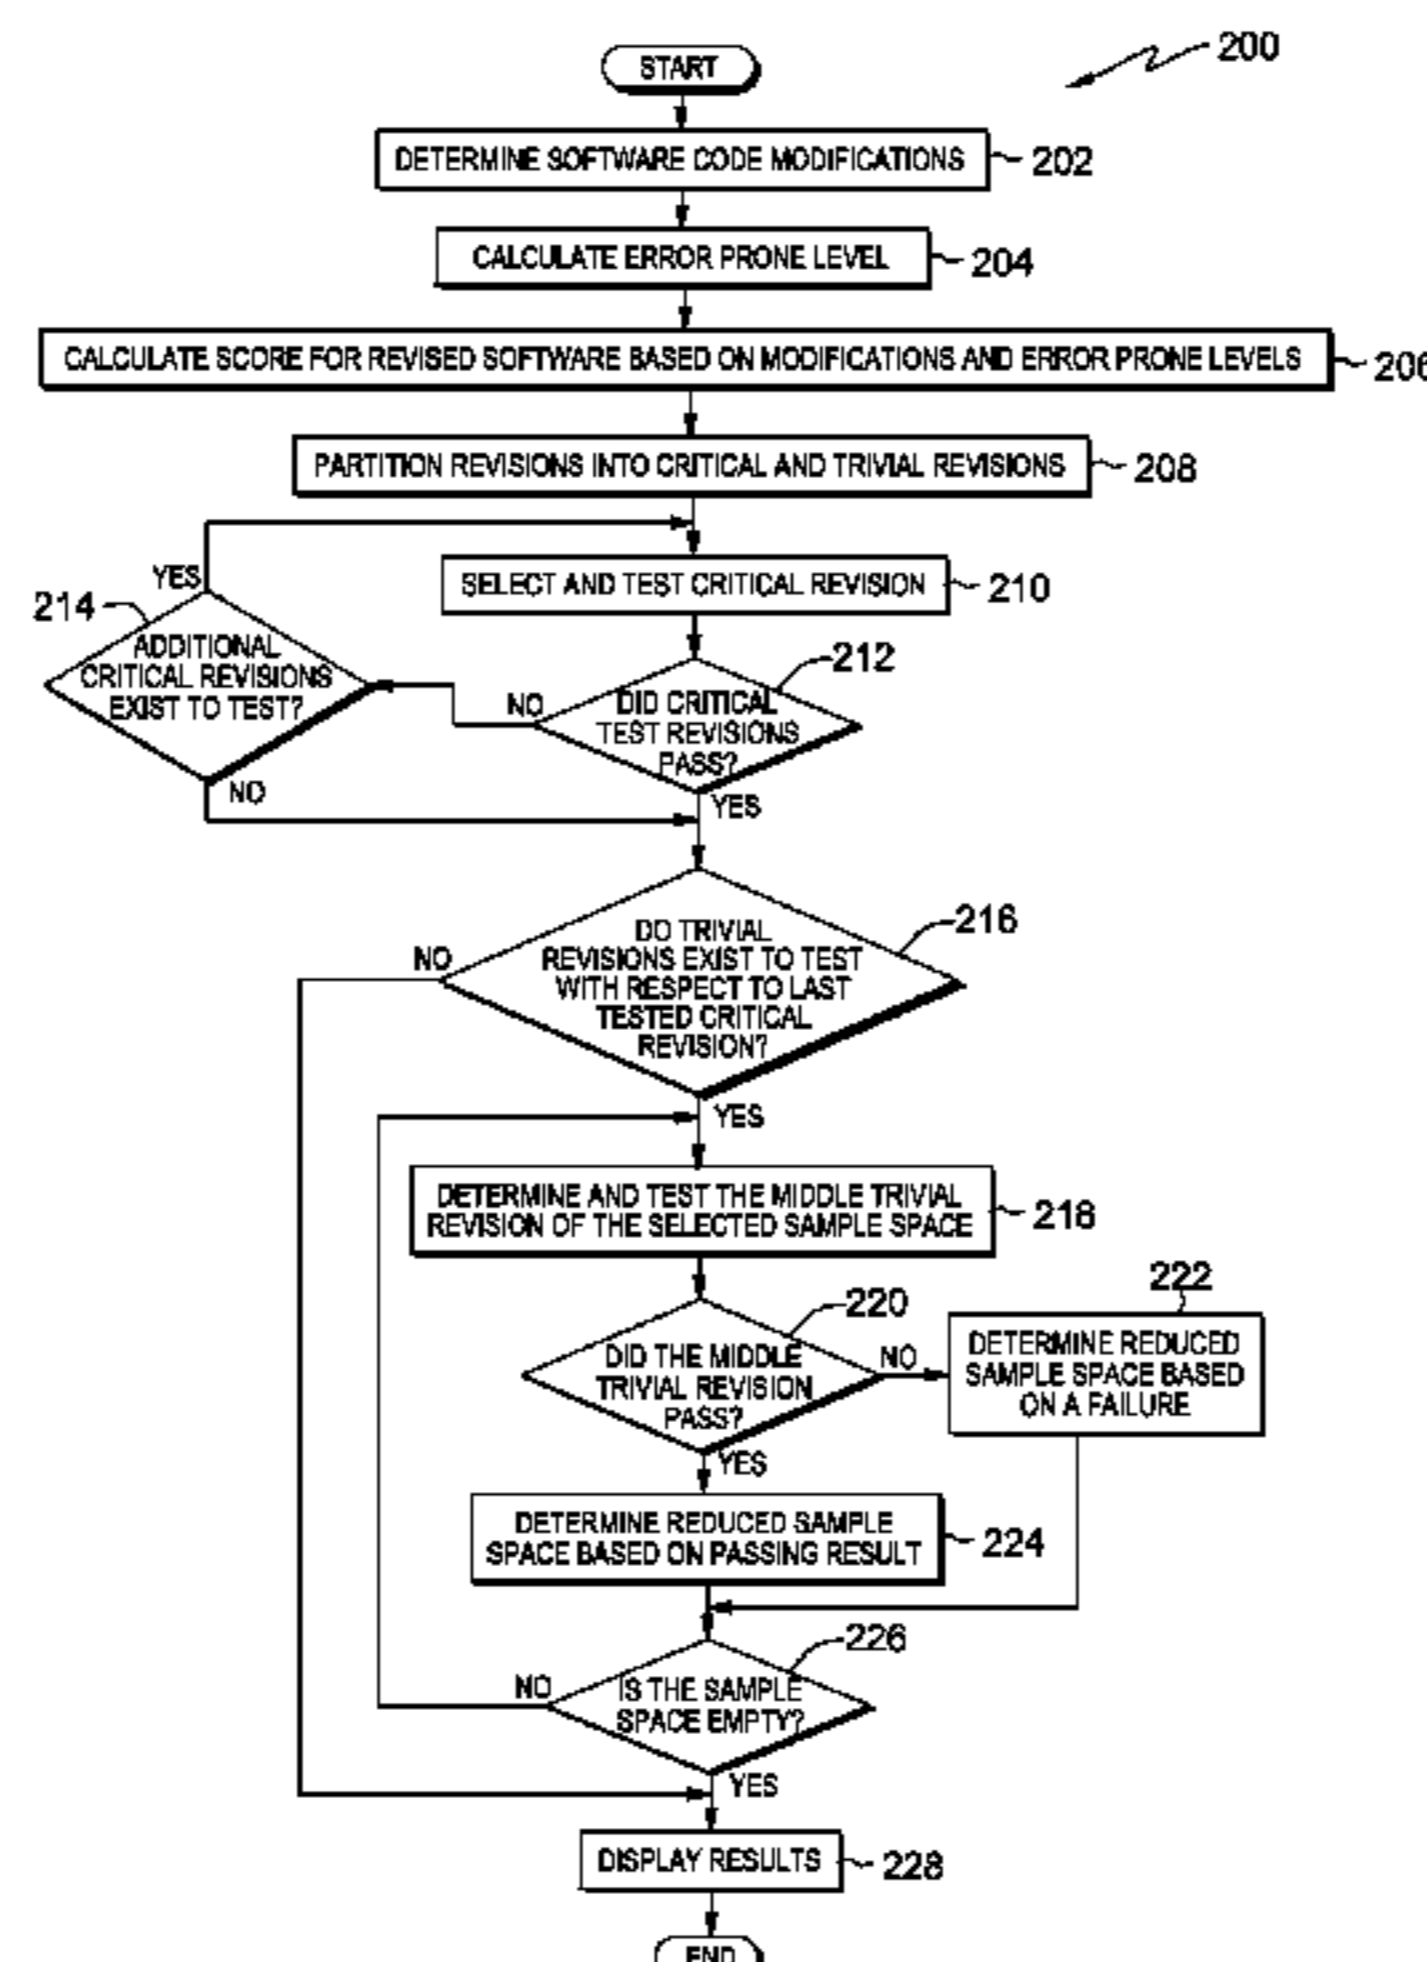 200
START
DETERMINE SOFTWARE CODE MODIFICATIONS
202
CALCULATE ERROR PRONE LEVEL
204
CALCULATE SCORE FOR REVISED SOFTWARE BASED ON MODIFICATIONS AND ERROR PRONE LEVELS
206
PARTITION REVISIONS INTO CRITICAL AND TRIVIAL REVISIONS
208
YES
SELECT AND TEST CRITICAL REVISION
210
214
ADDITIONAL
CRITICAL REVISIONS
EXIST TO TEST?
NO
212
NO
DID CRITICAL
TEST REVISIONS
PASS?
YES
216
NO
DO TRIVIAL
REVISIONS EXIST TO TEST
WITH RESPECT TO LAST
TESTED CRITICAL
REVISION?
YES
DETERMINE AND TEST THE MIDDLE TRIVIAL
REVISION OF THE SELECTED SAMPLE SPACE
218
220
DID THE MIDDLE
TRIVIAL REVISION
PASS?
NO
222
DETERMINE REDUCED
SAMPLE SPACE BASED
ON A FAILURE
YES
DETERMINE REDUCED SAMPLE
SPACE BASED ON PASSING RESULT
224
226
NO
IS THE SAMPLE
SPACE EMPTY?
YES
DISPLAY RESULTS
228
END